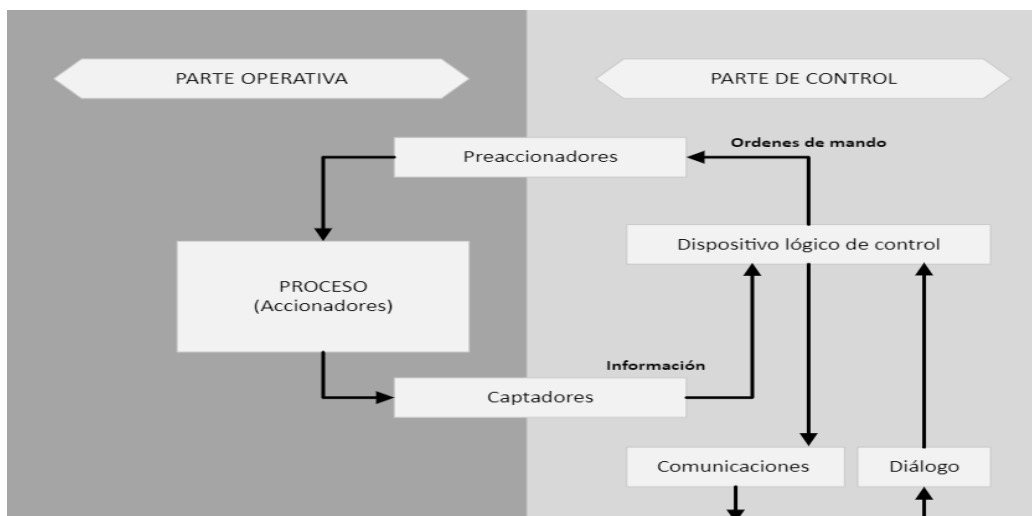 PARTE OPERATIVA
PARTE DE CONTROL
Ordenes de mando
Preaccionadores
Dispositivo lógico de control
PROCESO
(Accionadores)
Información
Captadores
Comunicaciones
Diálogo